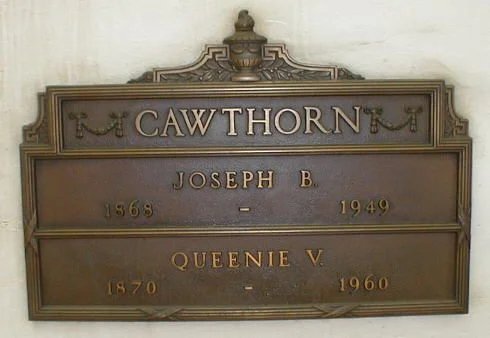 CAWTHORN
JOSEPH B.
1868 – 1949
QUEENIE V.
1870 – 1960